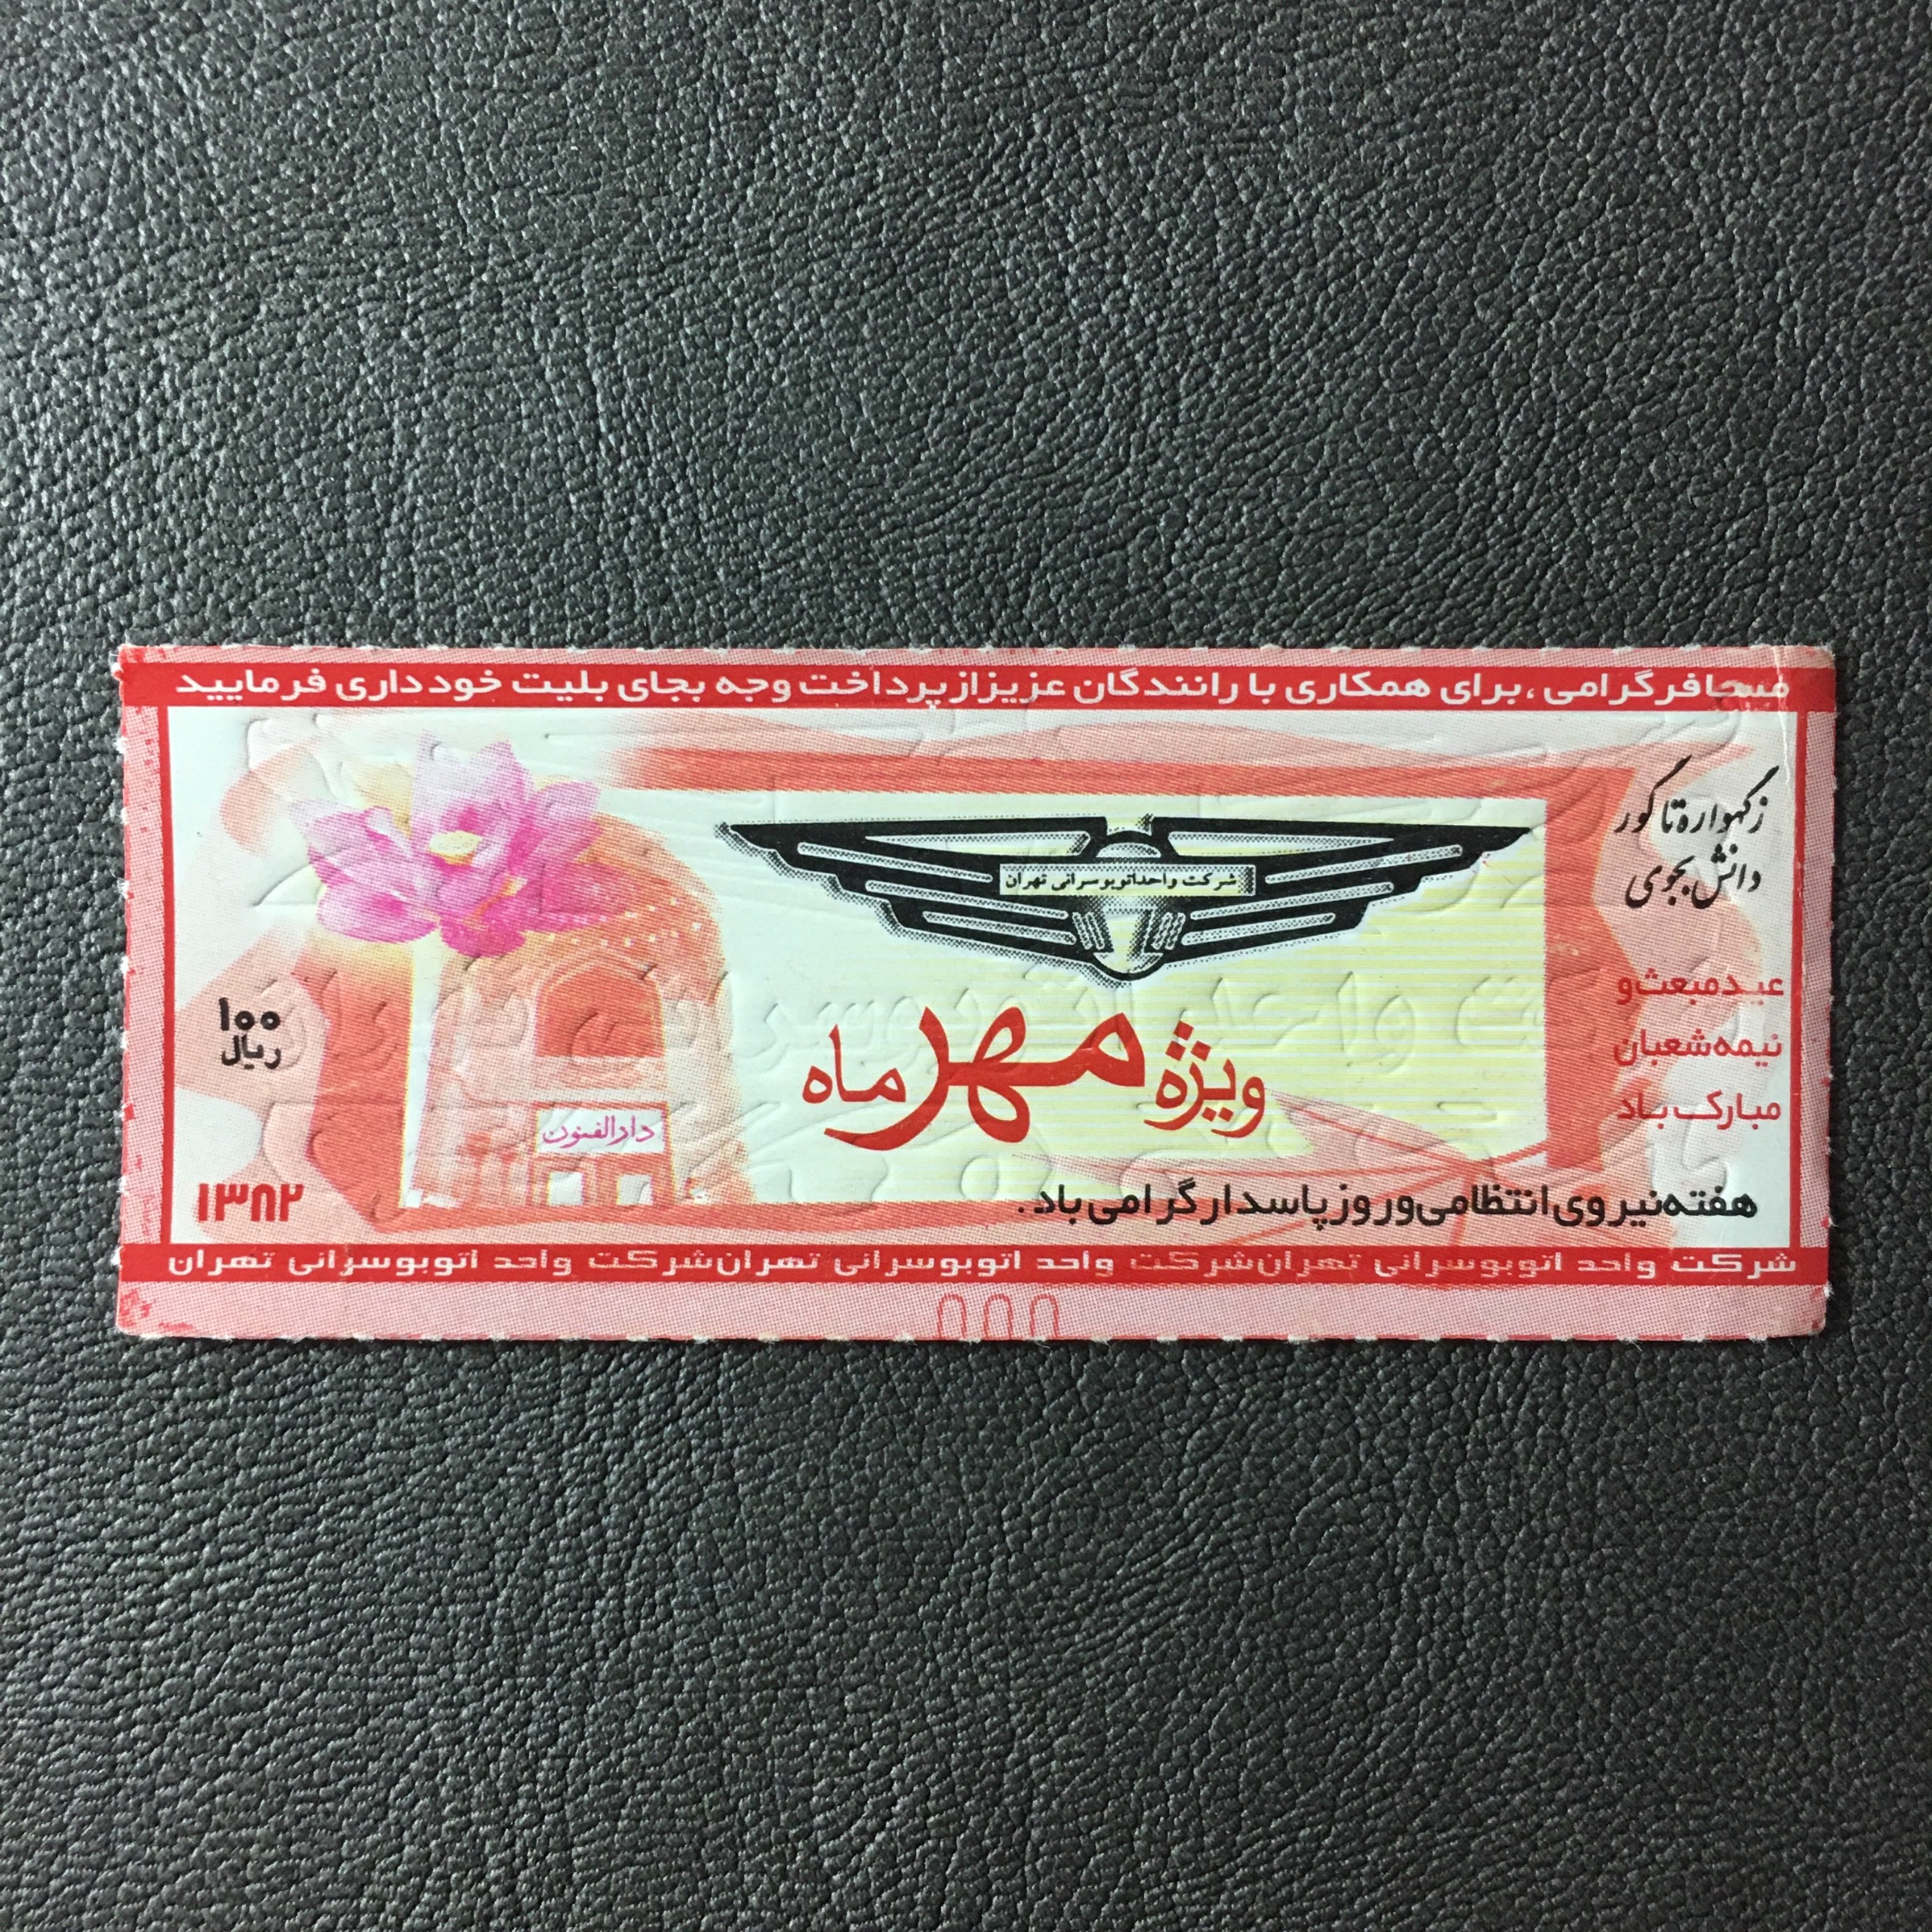 مسافر گرامی ، برای همکاری با رانندگان عزیز از پرداخت وجه بجای بلیت خودداری فرمایید
ز گهواره تا گور
دانش بجوی
شرکت واحد اتوبوسرانی تهران
عید مبعث و
نیمه شعبان
مبارک باد
ویژه مهر ماه
۱۰۰
ریال
دارالفنون
هفته نیروی انتظامی و روز پاسدار گرامی باد.
۱۳۸۲
شرکت واحد اتوبوسرانی تهران شرکت واحد اتوبوسرانی تهران شرکت واحد اتوبوسرانی تهران